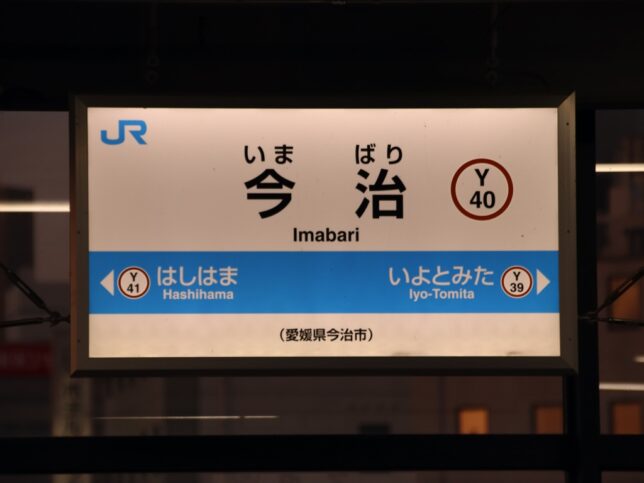 JR
いま ばり
今 治
Y
40
Imabari
Y
41
はしはま
Hashihama
いよとみた
Iyo-Tomita
Y
39
（愛媛県今治市）